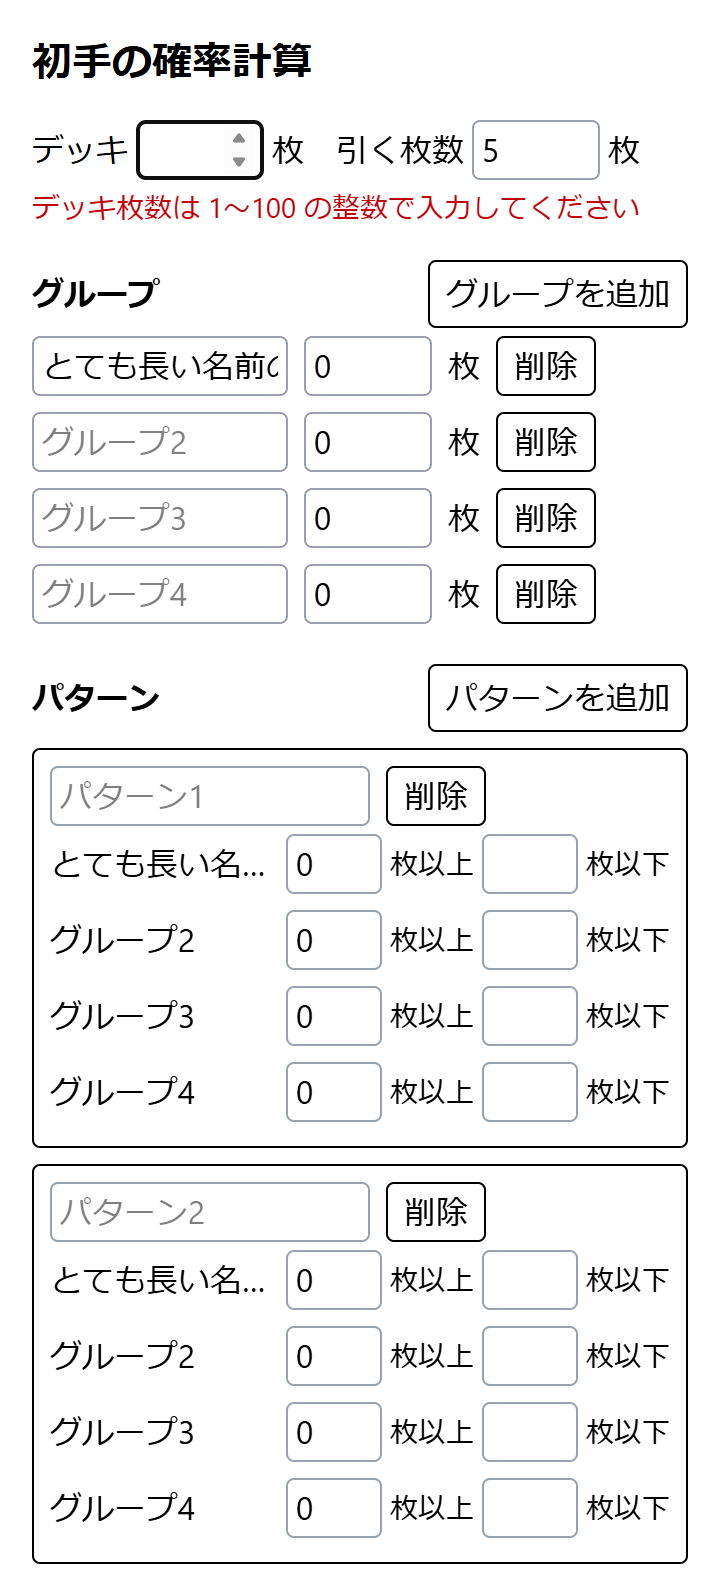 初手の確率計算
デッキ 枚 引く枚数 5 枚
デッキ枚数は 1〜100 の整数で入力してください
グループ グループを追加
とても長い名前の 0 枚 削除
グループ2 0 枚 削除
グループ3 0 枚 削除
グループ4 0 枚 削除
パターン パターンを追加
パターン1 削除
とても長い名... 0 枚以上 枚以下
グループ2 0 枚以上 枚以下
グループ3 0 枚以上 枚以下
グループ4 0 枚以上 枚以下
パターン2 削除
とても長い名... 0 枚以上 枚以下
グループ2 0 枚以上 枚以下
グループ3 0 枚以上 枚以下
グループ4 0 枚以上 枚以下